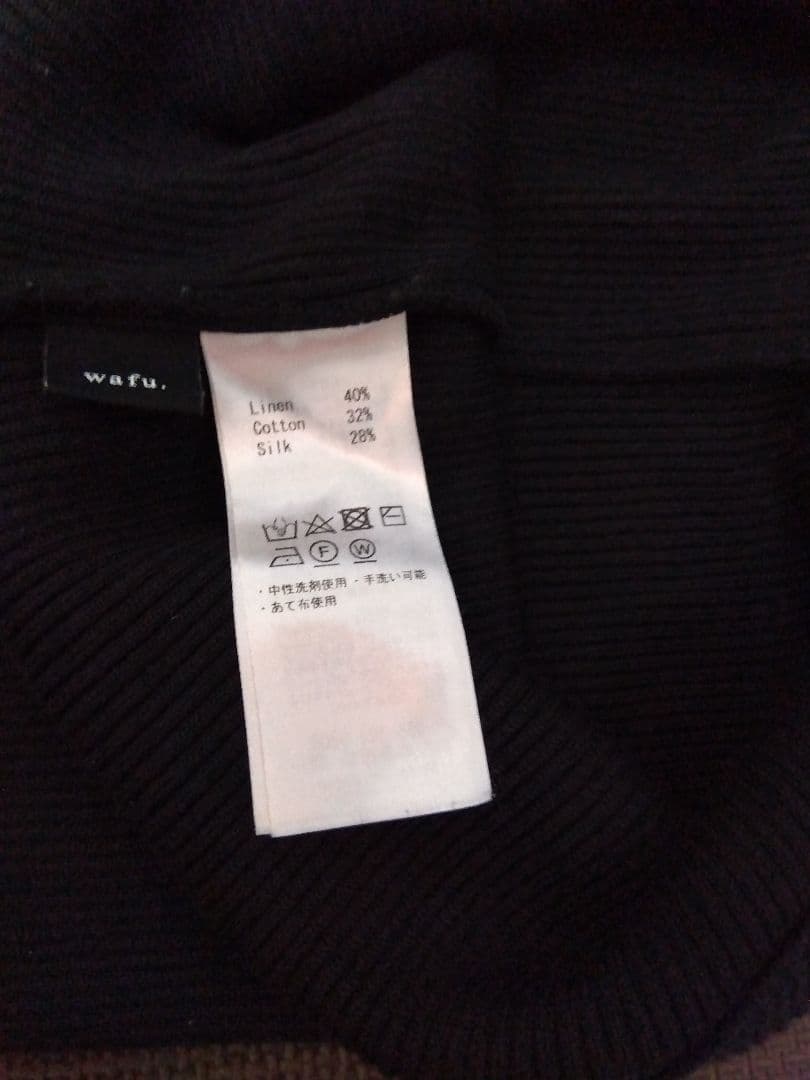 wafu.
Linen 40%
Cotton 32%
Silk 28%
F W
・中性洗剤使用・手洗い可能
・あて布使用